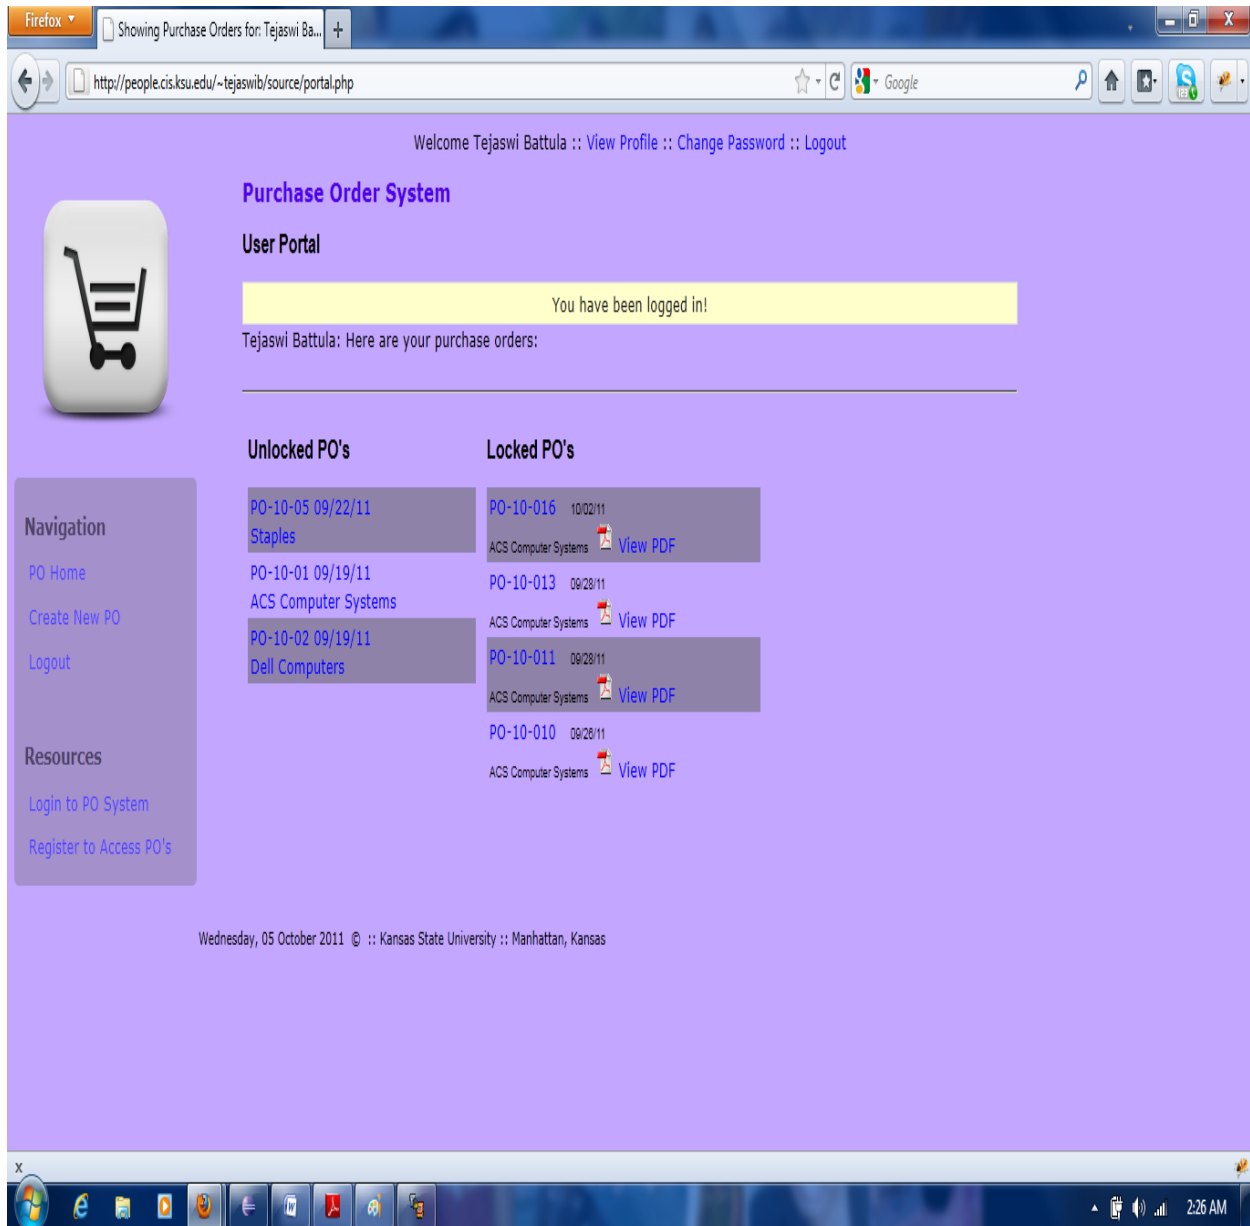 Firefox
Showing Purchase Orders for: Tejaswi Ba...
http://people.cis.ksu.edu/~tejaswib/source/portal.php
Google
Welcome Tejaswi Battula :: View Profile :: Change Password :: Logout
Purchase Order System
User Portal
You have been logged in!
Tejaswi Battula: Here are your purchase orders:
Unlocked PO's
PO-10-05 09/22/11
Staples
PO-10-01 09/19/11
ACS Computer Systems
PO-10-02 09/19/11
Dell Computers
Locked PO's
PO-10-016 10/02/11
ACS Computer Systems View PDF
PO-10-013 09/28/11
ACS Computer Systems View PDF
PO-10-011 09/28/11
ACS Computer Systems View PDF
PO-10-010 09/26/11
ACS Computer Systems View PDF
Navigation
PO Home
Create New PO
Logout
Resources
Login to PO System
Register to Access PO's
Wednesday, 05 October 2011 © :: Kansas State University :: Manhattan, Kansas
x
2:26 AM